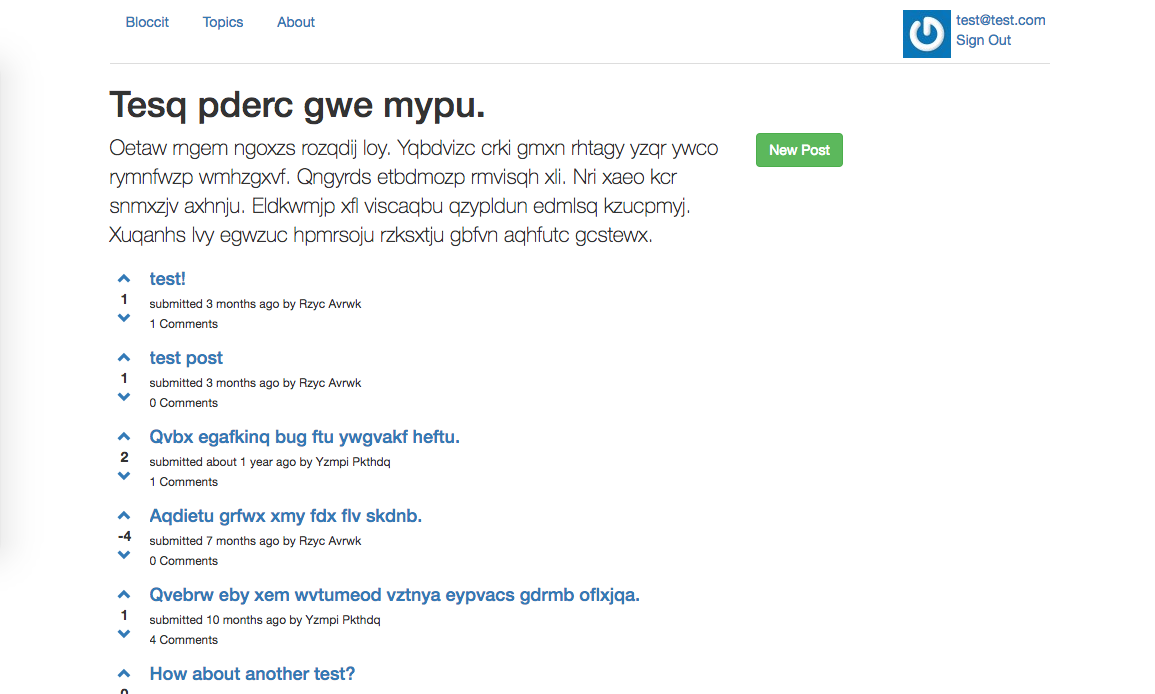 Bloccit Topics About test@test.com
Sign Out
Tesq pderc gwe mypu.
Oetaw rngem ngoxzs rozqdij loy. Yqbdvizc crki gmxn rhtagy yzqr ywco
rymnfwzp wmhzgxvf. Qngyrds etbdmozp rmvisqh xli. Nri xaeo kcr
snmxzjv axhnju. Eldkwmjp xfl viscaqbu qzypldun edmlsq kzucpmyj.
Xuqanhs lvy egwzuc hpmrsoju rzksxtju gbfvn aqhfutc gcstewx.
New Post
test!
1
submitted 3 months ago by Rzyc Avrwk
1 Comments
test post
1
submitted 3 months ago by Rzyc Avrwk
0 Comments
Qvbx egafkinq bug ftu ywgvakf heftu.
2
submitted about 1 year ago by Yzmpi Pkthdq
1 Comments
Aqdietu grfwx xmy fdx flv skdnb.
-4
submitted 7 months ago by Rzyc Avrwk
0 Comments
Qvebrw eby xem wvtumeod vztnya eypvacs gdrmb oflxjqa.
1
submitted 10 months ago by Yzmpi Pkthdq
4 Comments
How about another test?